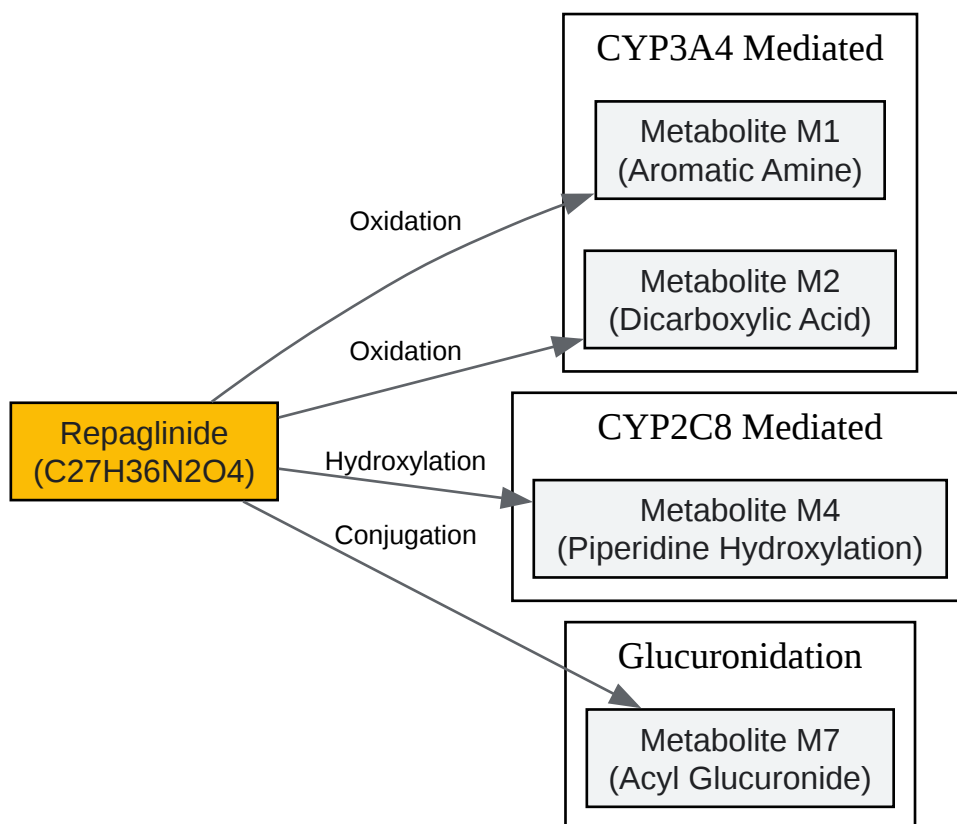 CYP3A4 Mediated
Metabolite M1
(Aromatic Amine)
Oxidation
Metabolite M2
(Dicarboxylic Acid)
Oxidation
Repaglinide
(C27H36N2O4)
CYP2C8 Mediated
Hydroxylation
Metabolite M4
(Piperidine Hydroxylation)
Conjugation
Glucuronidation
Metabolite M7
(Acyl Glucuronide)